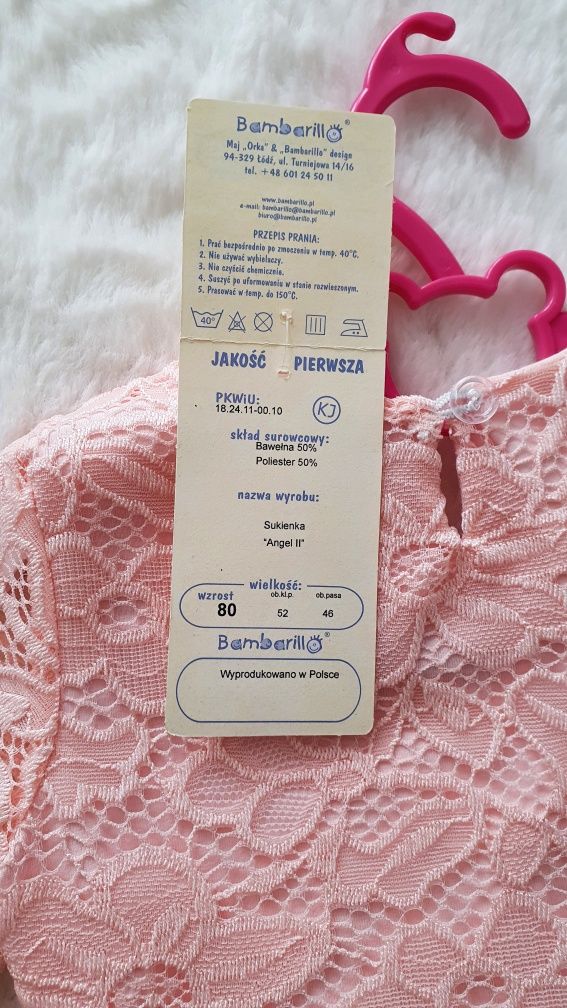 Bambarillo®
Maj „Orka" & „Bambarillo" design
94-329 Łódź, ul. Turniejowa 14/16
tel. +48 601 24 50 11
www.bambarillo.pl
e-mail: bambarillo@bambarillo.pl
biuro@bambarillo.pl
PRZEPIS PRANIA:
1. Prać bezpośrednio po zmoczeniu w temp. 40°C.
2. Nie używać wybielaczy.
3. Nie czyścić chemicznie.
4. Suszyć po uformowaniu w stanie rozwieszonym.
5. Prasować w temp. do 150°C.
40°
JAKOŚĆ PIERWSZA
PKWiU:
18.24.11-00.10
KJ
skład surowcowy:
Bawełna 50%
Poliester 50%
nazwa wyrobu:
Sukienka
"Angel II"
wielkość:
wzrost ob.kl.p. ob.pasa
80 52 46
Bambarillo®
Wyprodukowano w Polsce